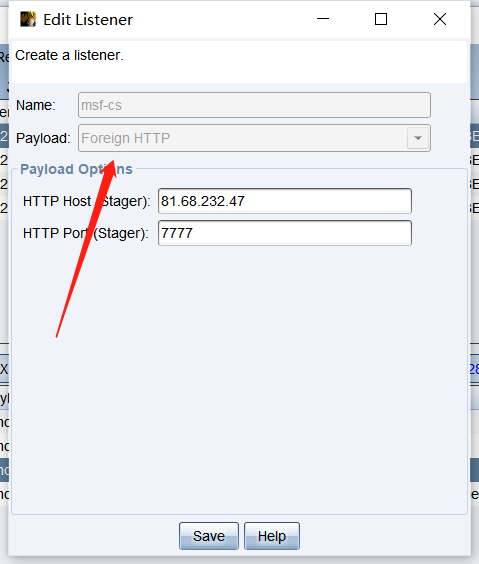 Edit Listener
Create a listener.
Name: msf-cs
Payload: Foreign HTTP
Payload Options
HTTP Host (Stager): 81.68.232.47
HTTP Port (Stager): 7777
Save Help